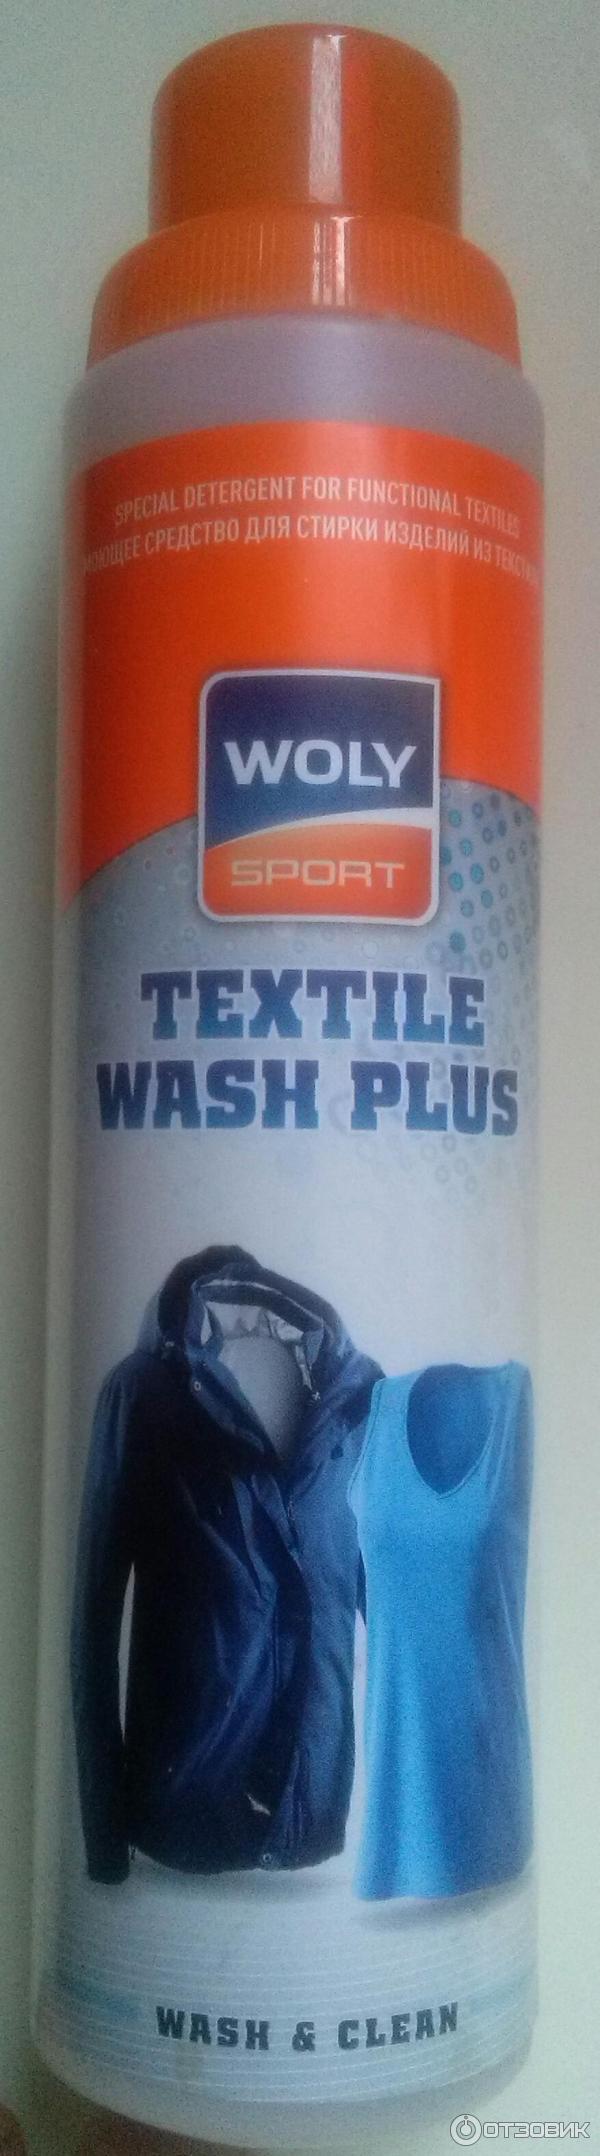 SPECIAL DETERGENT FOR FUNCTIONAL TEXTILES
МОЮЩЕЕ СРЕДСТВО ДЛЯ СТИРКИ ИЗДЕЛИЙ ИЗ
WOLY
SPORT
TEXTILE
WASH PLUS
WASH & CLEAN
ОТЗОВИК